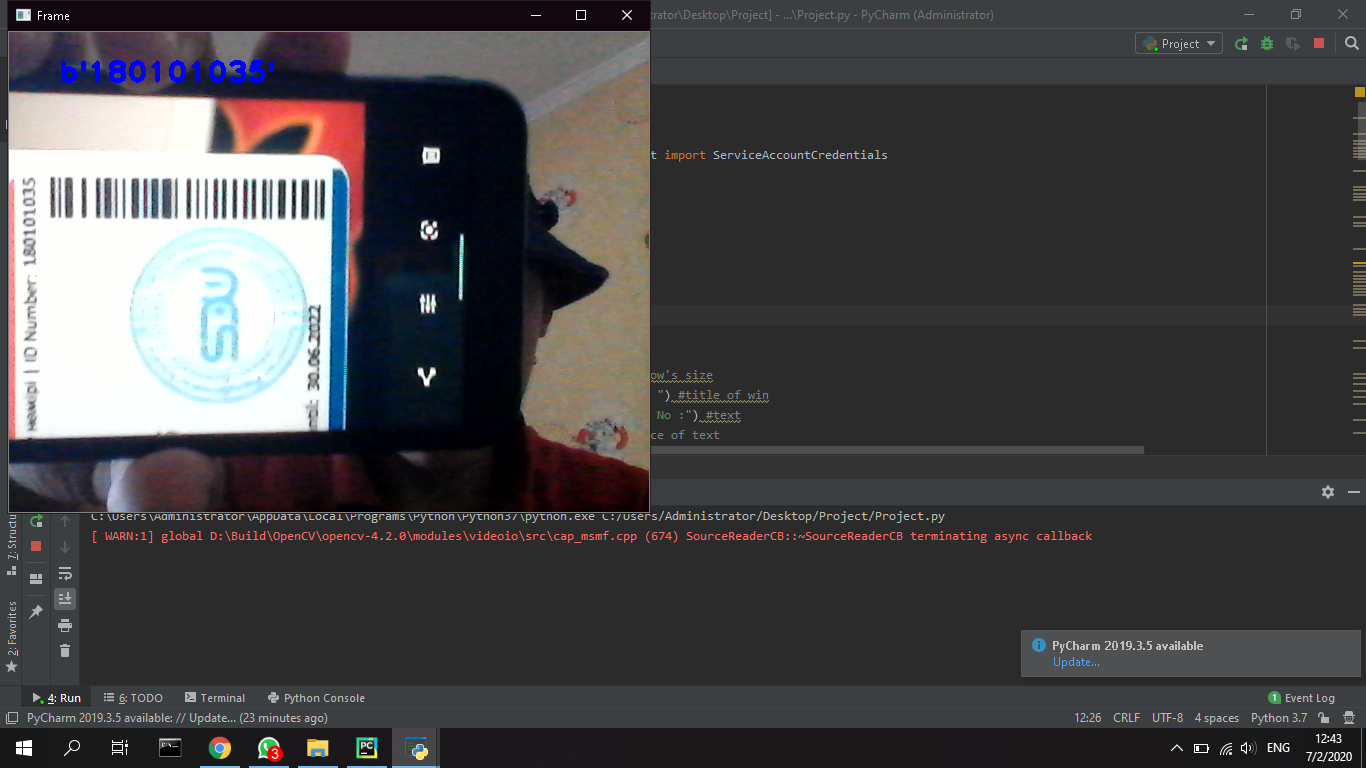 Frame
rator\Desktop\Project] - ...\Project.py - PyCharm (Administrator)
Project
b'180101035'
t import ServiceAccountCredentials
ID Number: 180101035
SDU
30.06.2022
ow's size
") #title of win
No :") #text
ce of text
C:\Users\Administrator\AppData\Local\Programs\Python\Python37\python.exe C:/Users/Administrator/Desktop/Project/Project.py
[ WARN:1] global D:\Build\OpenCV\opencv-4.2.0\modules\videoio\src\cap_msmf.cpp (674) SourceReaderCB::~SourceReaderCB terminating async callback
7: Structu
2: Favorites
PyCharm 2019.3.5 available
Update...
4: Run
6: TODO
Terminal
Python Console
1 Event Log
PyCharm 2019.3.5 available: // Update... (23 minutes ago)
12:26 CRLF UTF-8 4 spaces Python 3.7
3
PC
ENG
12:43
7/2/2020